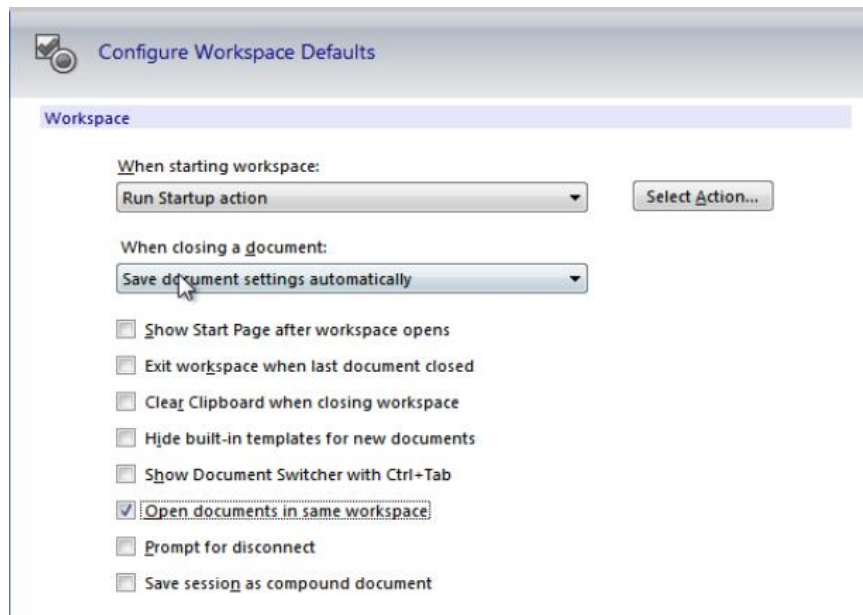 Configure Workspace Defaults
Workspace
When starting workspace:
Run Startup action
Select Action...
When closing a document:
Save document settings automatically
Show Start Page after workspace opens
Exit workspace when last document closed
Clear Clipboard when closing workspace
Hide built-in templates for new documents
Show Document Switcher with Ctrl+Tab
Open documents in same workspace
Prompt for disconnect
Save session as compound document